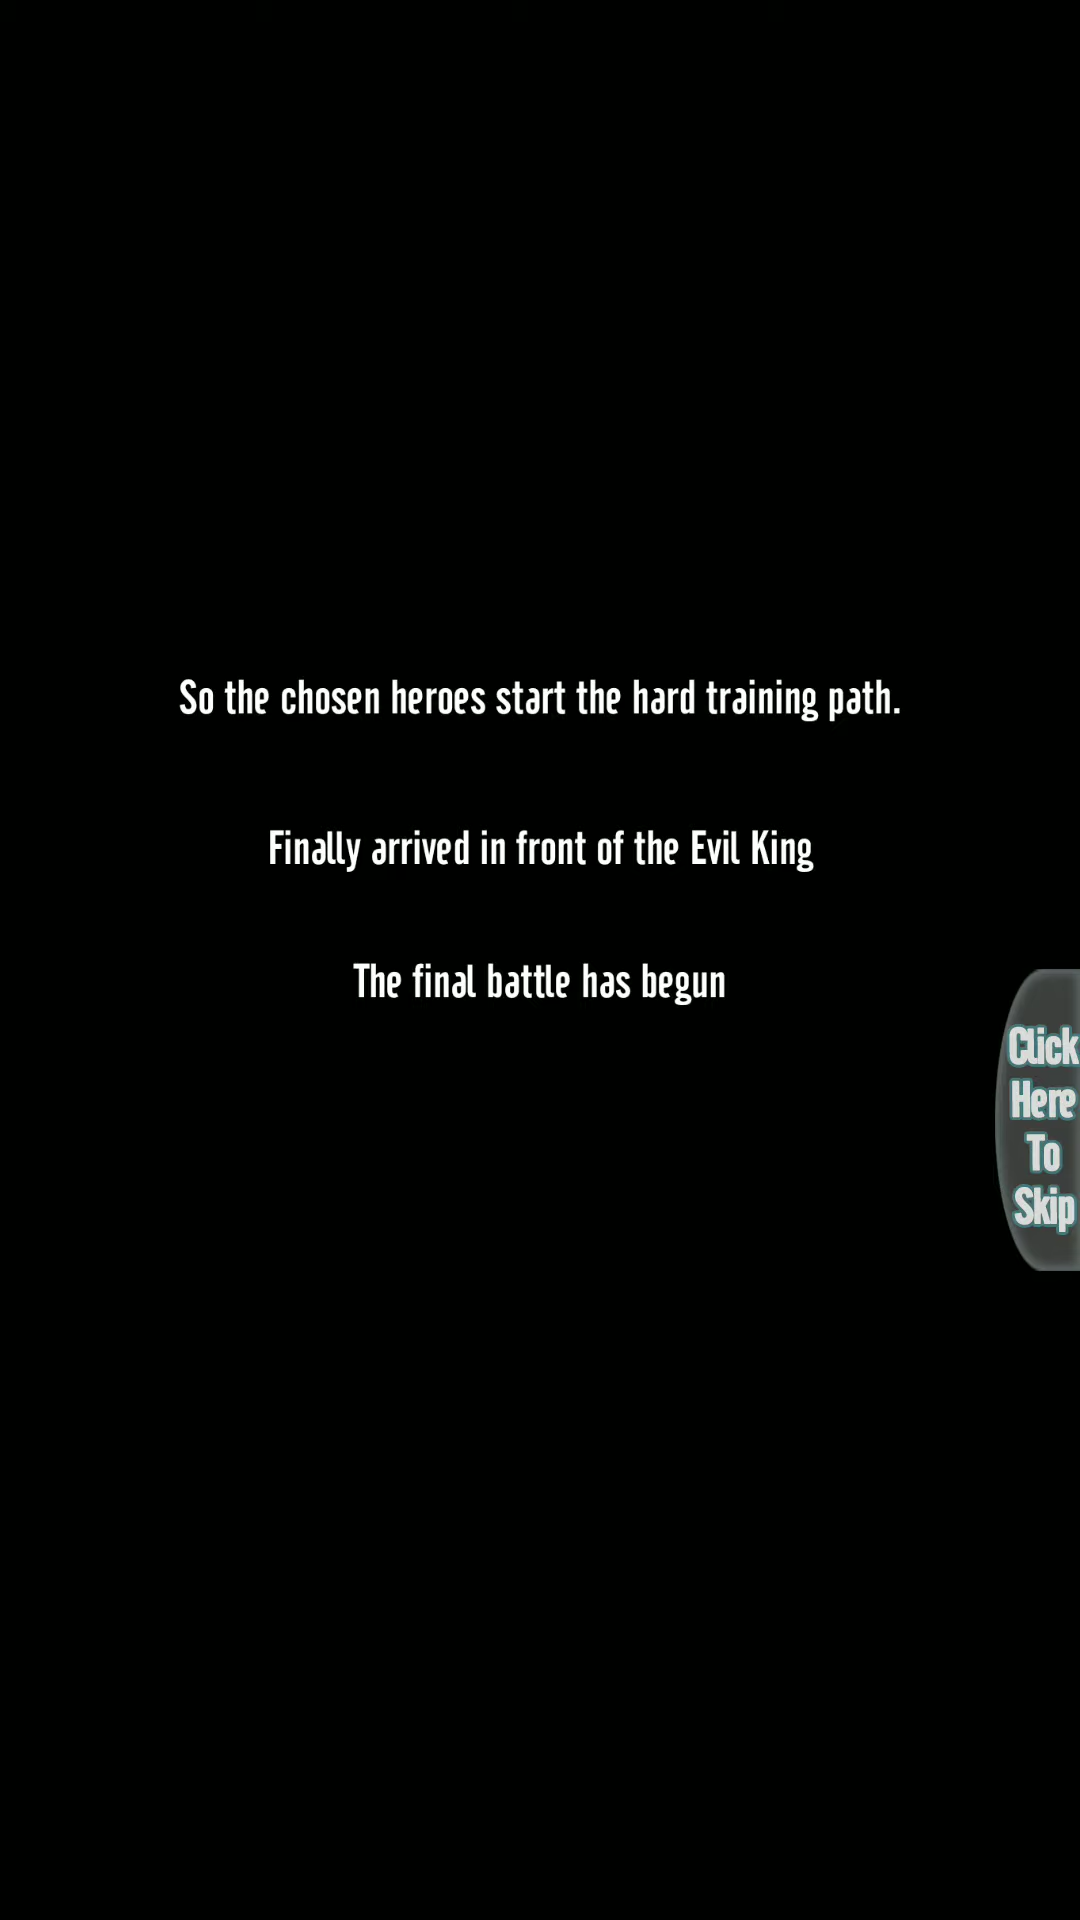 So the chosen heroes start the hard training path.
Finally arrived in front of the Evil King
The final battle has begun
Click
Here
To
Skip